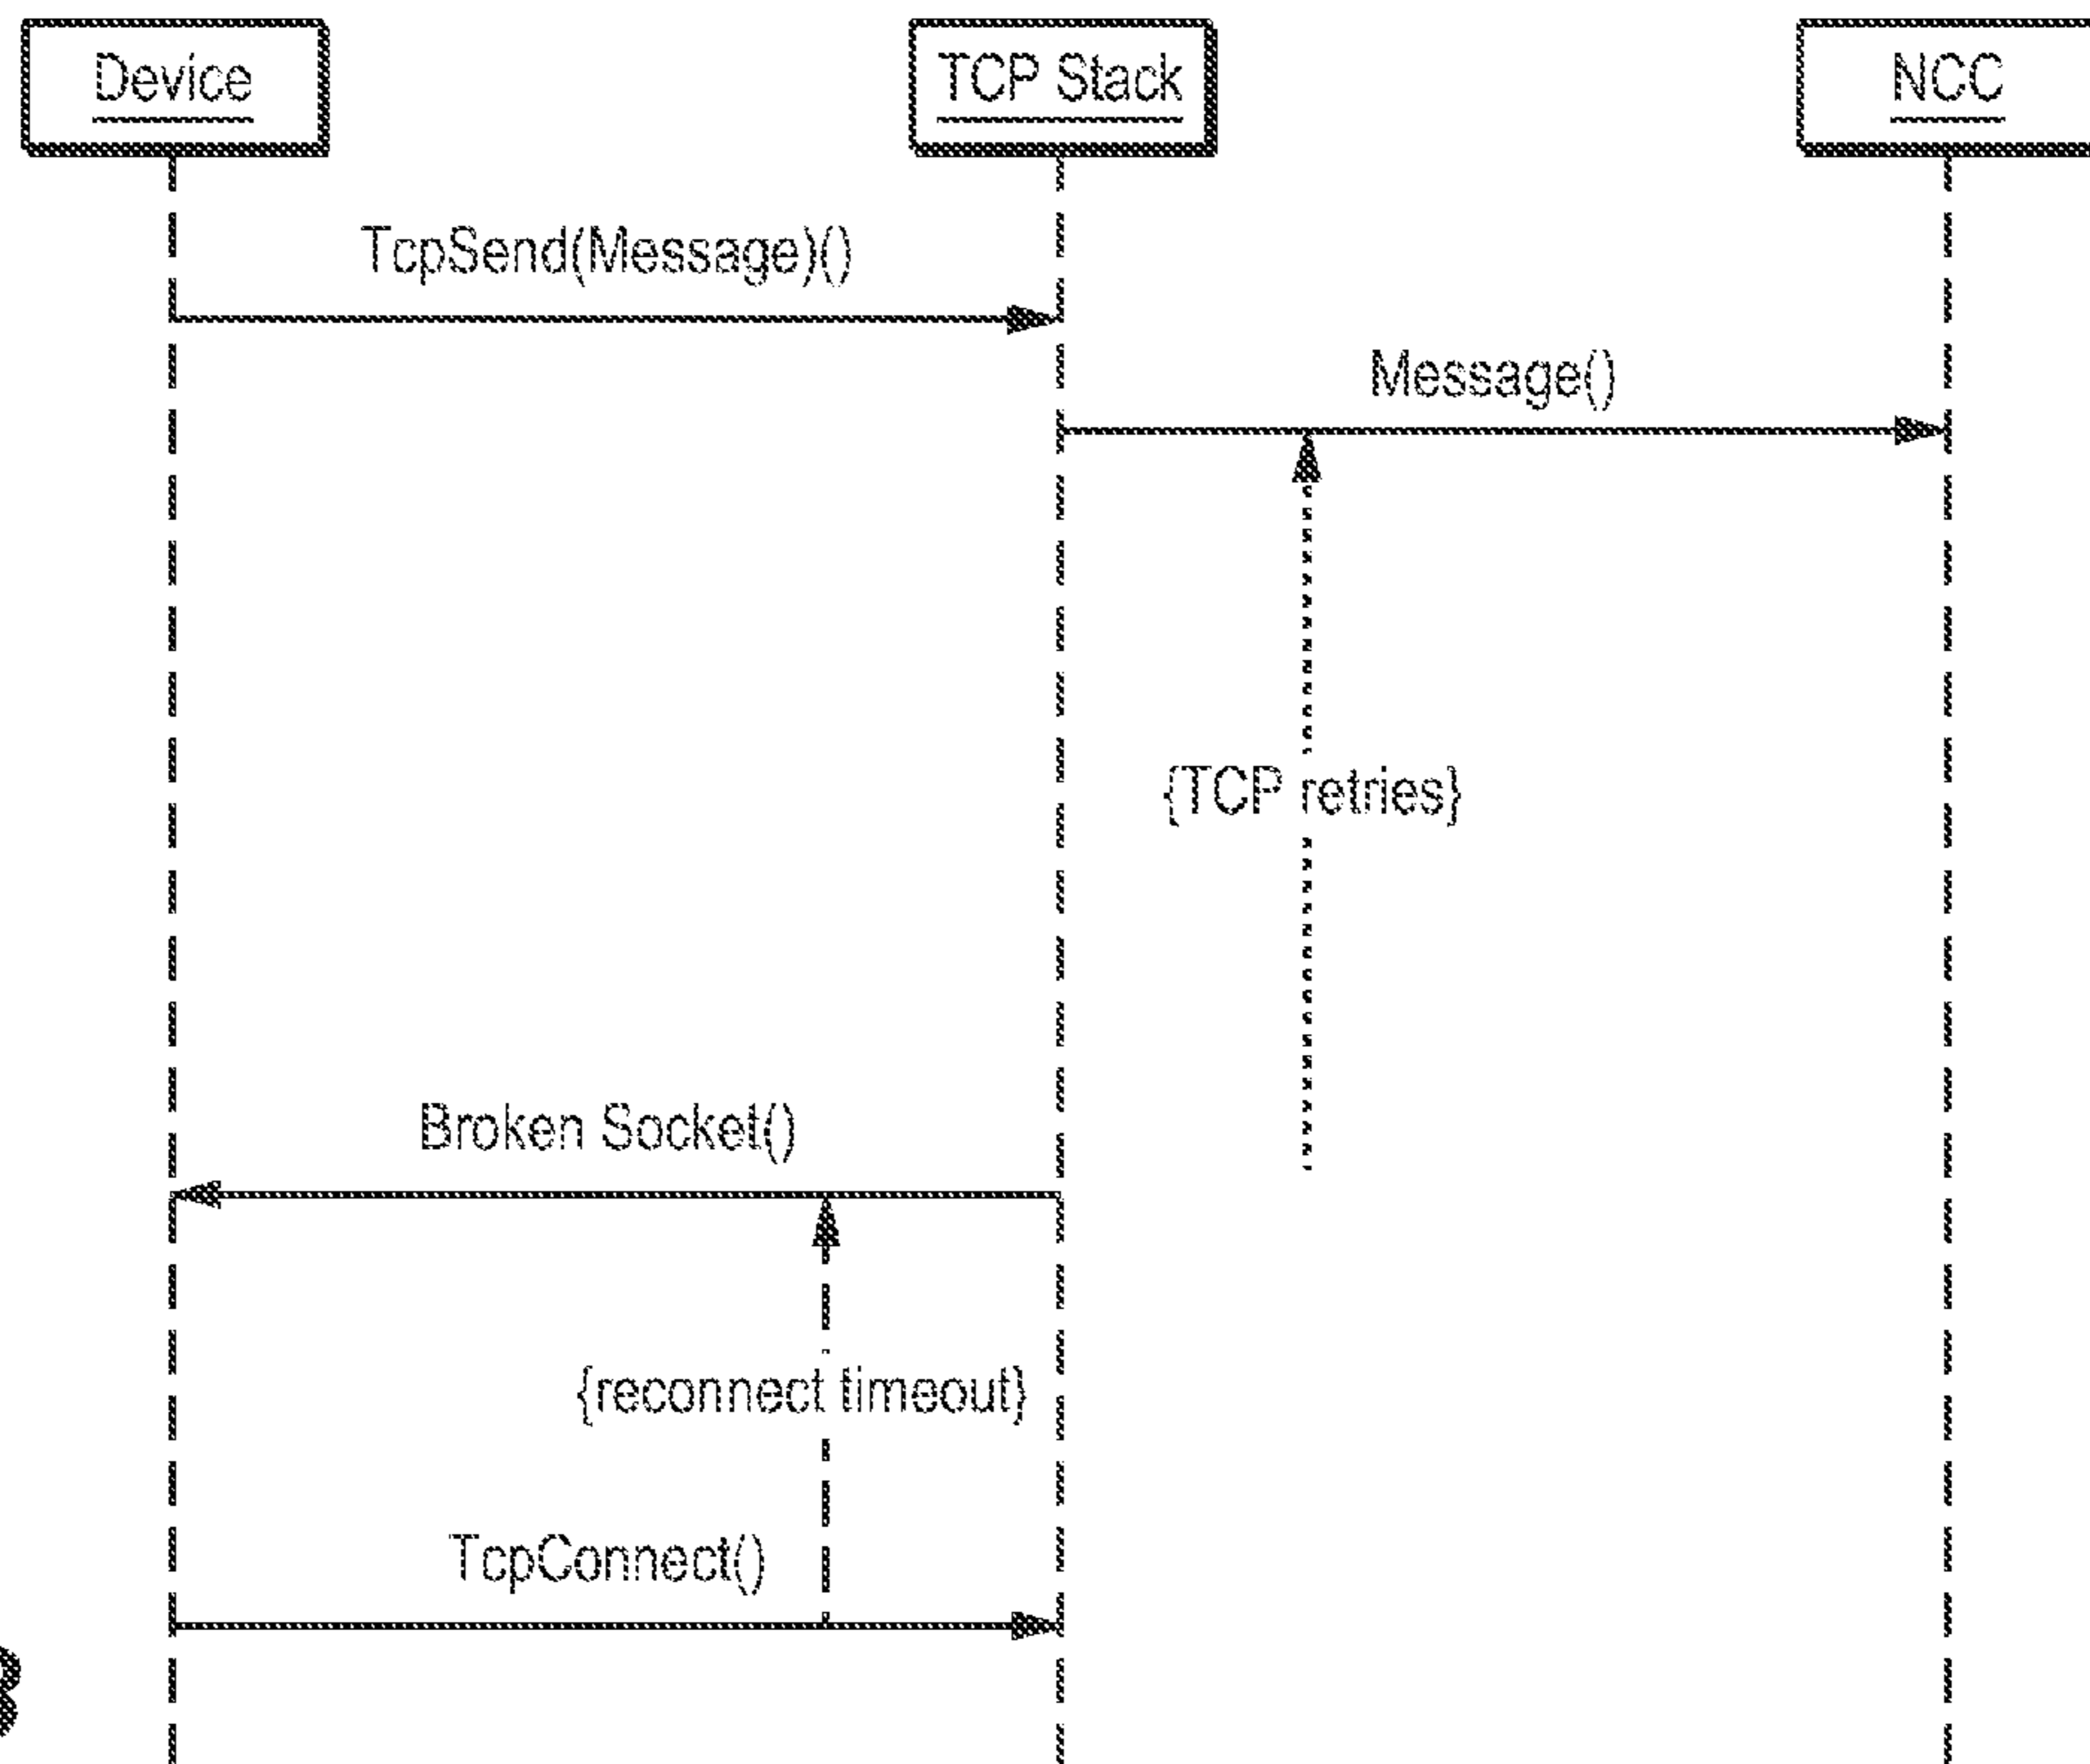 Device
TCP Stack
NCC
TcpSend(Message)()
Message()
{TCP retries}
Broken Socket()
{reconnect timeout}
TcpConnect()